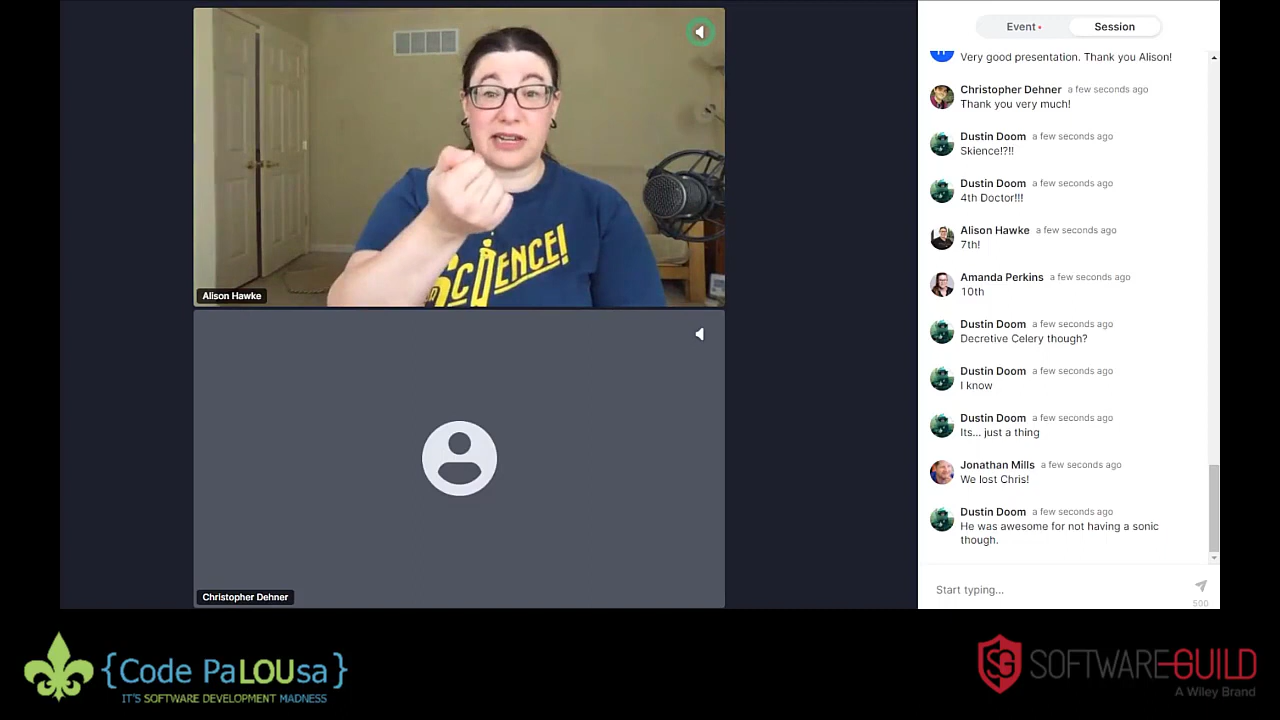 Event
Session
Very good presentation. Thank you Alison!
Christopher Dehner a few seconds ago
Thank you very much!
Dustin Doom a few seconds ago
Skience!?!!
Dustin Doom a few seconds ago
4th Doctor!!!
Alison Hawke a few seconds ago
7th!
Amanda Perkins a few seconds ago
10th
Dustin Doom a few seconds ago
Decretive Celery though?
Dustin Doom a few seconds ago
I know
Dustin Doom a few seconds ago
Its... just a thing
Jonathan Mills a few seconds ago
We lost Chris!
Dustin Doom a few seconds ago
He was awesome for not having a sonic
though.
Start typing...
500
SCIENCE!
Alison Hawke
Christopher Dehner
{Code PaLOUsa}
IT'S SOFTWARE DEVELOPMENT MADNESS
SG
SOFTWARE GUILD
A Wiley Brand